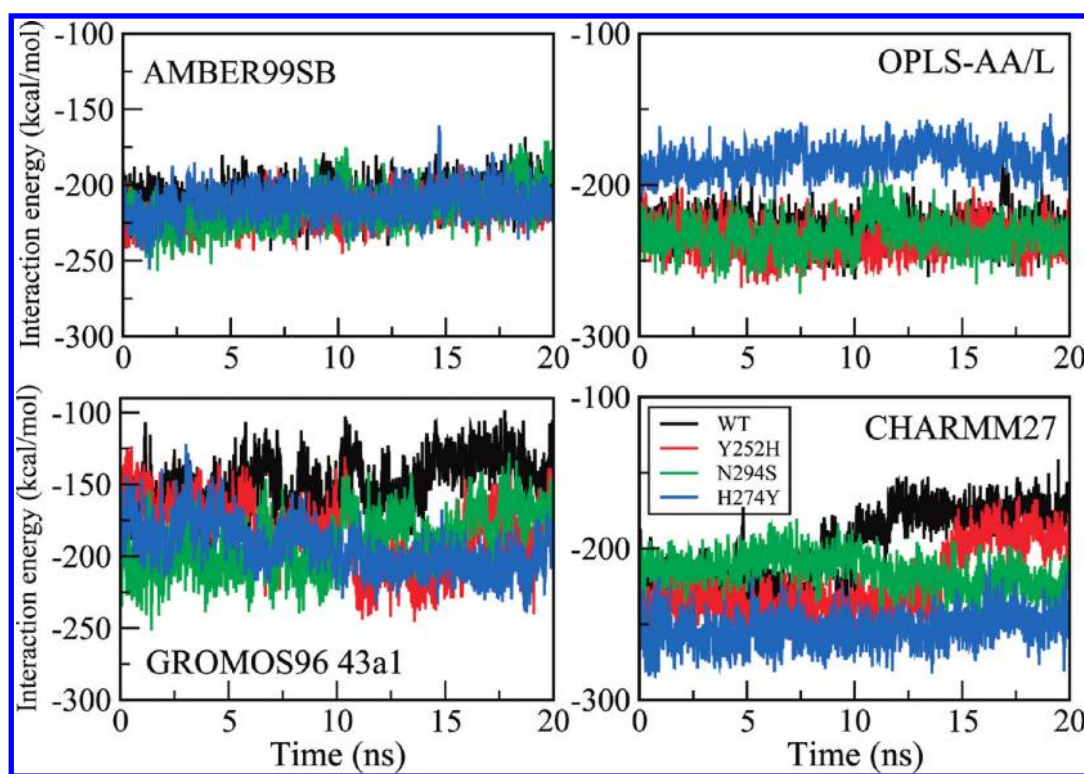 Interaction energy (kcal/mol)
-100
-150
-200
-250
-300
AMBER99SB
0 5 10 15 20
-100
-200
-300
OPLS-AA/L
0 5 10 15 20
Interaction energy (kcal/mol)
-100
-150
-200
-250
-300
GROMOS96 43a1
0 5 10 15 20
Time (ns)
-100
-200
-300
WT
Y252H
N294S
H274Y
CHARMM27
0 5 10 15 20
Time (ns)